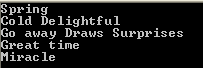 Spring
Cold Delightful
Go away Draws Surprises
Great time
Miracle